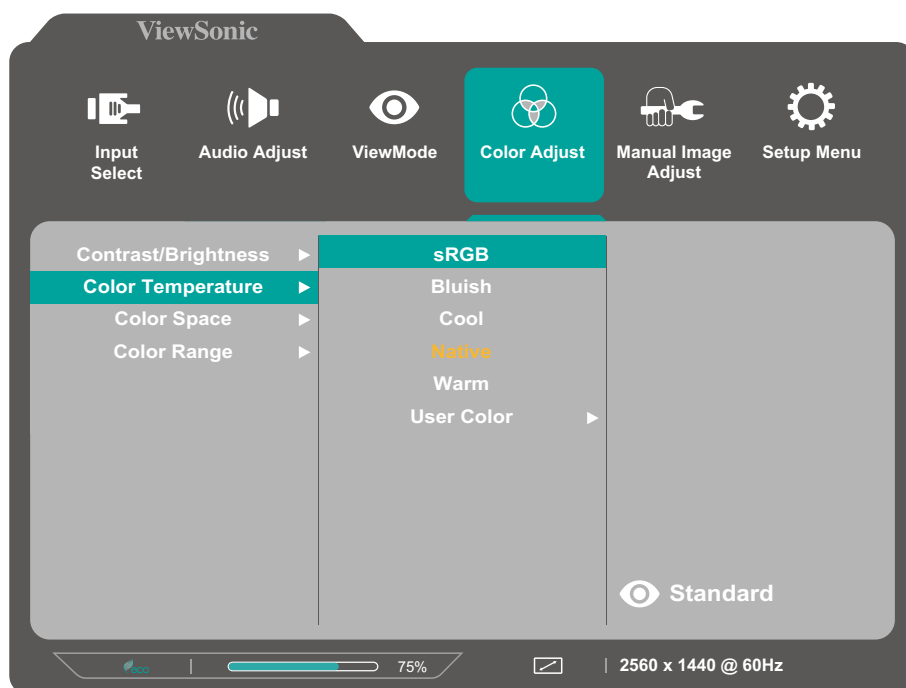 ViewSonic
Input
Select
Audio Adjust
ViewMode
Color Adjust
Manual Image
Adjust
Setup Menu
Contrast/Brightness
Color Temperature
Color Space
Color Range
sRGB
Bluish
Cool
Native
Warm
User Color
Standard
eco
75%
2560 x 1440 @ 60Hz